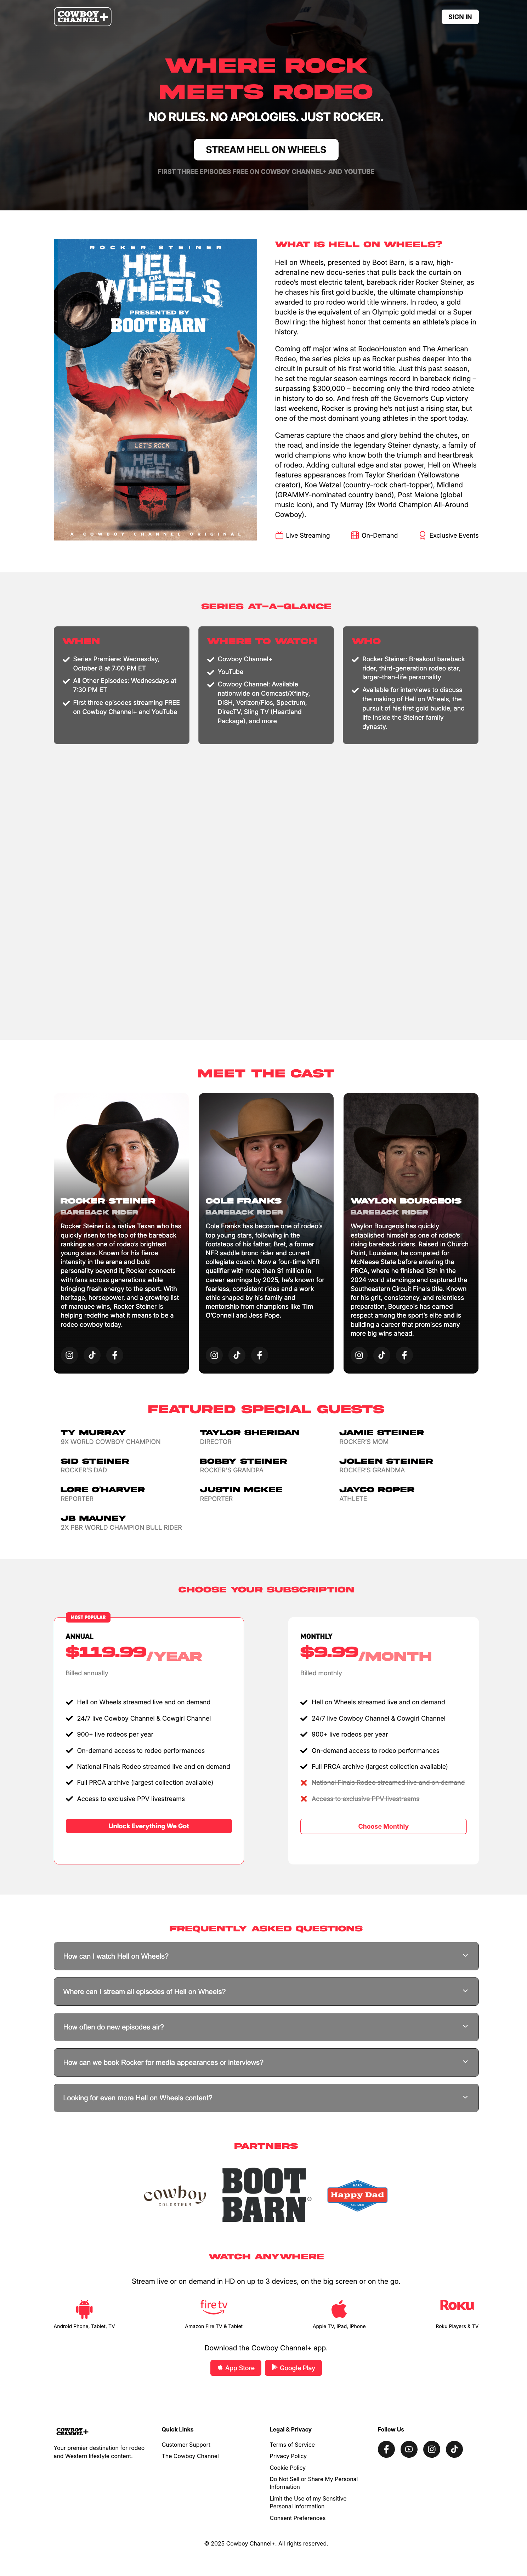 COWBOY
CHANNEL+
SIGN IN
WHERE ROCK
MEETS RODEO
NO RULES. NO APOLOGIES. JUST ROCKER.
STREAM HELL ON WHEELS
FIRST THREE EPISODES FREE ON COWBOY CHANNEL+ AND YOUTUBE
ROCKER STEINER
HELL
ON
WHEELS
PRESENTED BY
BOOT BARN
LET'S ROCK
HELL
ON
WHEELS
A COWBOY CHANNEL ORIGINAL
WHAT IS HELL ON WHEELS?
Hell on Wheels, presented by Boot Barn, is a raw, high-
adrenaline new docu-series that pulls back the curtain on
rodeo's most electric talent, bareback rider Rocker Steiner, as
he chases his first gold buckle, the ultimate championship
awarded to pro rodeo world title winners. In rodeo, a gold
buckle is the equivalent of an Olympic gold medal or a Super
Bowl ring: the highest honor that cements an athlete's place in
history.
Coming off major wins at RodeoHouston and The American
Rodeo, the series picks up as Rocker pushes deeper into the
circuit in pursuit of his first world title. Just this past season,
he set the regular season earnings record in bareback riding –
surpassing $300,000 – becoming only the third rodeo athlete
in history to do so. And fresh off the Governor's Cup victory
last weekend, Rocker is proving he's not just a rising star, but
one of the most dominant young athletes in the sport today.
Cameras capture the chaos and glory behind the chutes, on
the road, and inside the legendary Steiner dynasty, a family of
world champions who know both the triumph and heartbreak
of rodeo. Adding cultural edge and star power, Hell on Wheels
features appearances from Taylor Sheridan (Yellowstone
creator), Koe Wetzel (country-rock chart-topper), Midland
(GRAMMY-nominated country band), Post Malone (global
music icon), and Ty Murray (9x World Champion All-Around
Cowboy).
Live Streaming
On-Demand
Exclusive Events
SERIES AT-A-GLANCE
WHEN
Series Premiere: Wednesday,
October 8 at 7:00 PM ET
All Other Episodes: Wednesdays at
7:30 PM ET
First three episodes streaming FREE
on Cowboy Channel+ and YouTube
WHERE TO WATCH
Cowboy Channel+
YouTube
Cowboy Channel: Available
nationwide on Comcast/Xfinity,
DISH, Verizon/Fios, Spectrum,
DirecTV, Sling TV (Heartland
Package), and more
WHO
Rocker Steiner: Breakout bareback
rider, third-generation rodeo star,
larger-than-life personality
Available for interviews to discuss
the making of Hell on Wheels, the
pursuit of his first gold buckle, and
life inside the Steiner family
dynasty.
MEET THE CAST
ROCKER STEINER
BAREBACK RIDER
Rocker Steiner is a native Texan who has
quickly risen to the top of the bareback
rankings as one of rodeo's brightest
young stars. Known for his fierce
intensity in the arena and bold
personality beyond it, Rocker connects
with fans across generations while
bringing fresh energy to the sport. With
heritage, horsepower, and a growing list
of marquee wins, Rocker Steiner is
helping redefine what it means to be a
rodeo cowboy today.
COLE FRANKS
BAREBACK RIDER
Cole Franks has become one of rodeo's
top young stars, following in the
footsteps of his father, Bret, a former
NFR saddle bronc rider and current
collegiate coach. Now a four-time NFR
qualifier with more than $1 million in
career earnings by 2025, he's known for
fearless, consistent rides and a work
ethic shaped by his family and
mentorship from champions like Tim
O'Connell and Jess Pope.
WAYLON BOURGEOIS
BAREBACK RIDER
Waylon Bourgeois has quickly
established himself as one of rodeo's
rising bareback riders. Raised in Church
Point, Louisiana, he competed for
McNeese State before entering the
PRCA, where he finished 18th in the
2024 world standings and captured the
Southeastern Circuit Finals title. Known
for his grit, consistency, and relentless
preparation, Bourgeois has earned
respect among the sport's elite and is
building a career that promises many
more big wins ahead.
FEATURED SPECIAL GUESTS
TY MURRAY
9X WORLD COWBOY CHAMPION
TAYLOR SHERIDAN
DIRECTOR
JAMIE STEINER
ROCKER'S MOM
SID STEINER
ROCKER'S DAD
BOBBY STEINER
ROCKER'S GRANDPA
JOLEEN STEINER
ROCKER'S GRANDMA
LORE O'HARVER
REPORTER
JUSTIN MCKEE
REPORTER
JAYCO ROPER
ATHLETE
JB MAUNEY
2X PBR WORLD CHAMPION BULL RIDER
CHOOSE YOUR SUBSCRIPTION
MOST POPULAR
ANNUAL
$119.99/YEAR
Billed annually
Hell on Wheels streamed live and on demand
24/7 live Cowboy Channel & Cowgirl Channel
900+ live rodeos per year
On-demand access to rodeo performances
National Finals Rodeo streamed live and on demand
Full PRCA archive (largest collection available)
Access to exclusive PPV livestreams
Unlock Everything We Got
MONTHLY
$9.99/MONTH
Billed monthly
Hell on Wheels streamed live and on demand
24/7 live Cowboy Channel & Cowgirl Channel
900+ live rodeos per year
On-demand access to rodeo performances
Full PRCA archive (largest collection available)
National Finals Rodeo streamed live and on demand
Access to exclusive PPV livestreams
Choose Monthly
FREQUENTLY ASKED QUESTIONS
How can I watch Hell on Wheels?
Where can I stream all episodes of Hell on Wheels?
How often do new episodes air?
How can we book Rocker for media appearances or interviews?
Looking for even more Hell on Wheels content?
PARTNERS
cowboy
COLOSTRUM
BOOT
BARN®
HARD
Happy Dad
SELTZER
WATCH ANYWHERE
Stream live or on demand in HD on up to 3 devices, on the big screen or on the go.
Android Phone, Tablet, TV
fire tv
Amazon Fire TV & Tablet
Apple TV, iPad, iPhone
Roku
Roku Players & TV
Download the Cowboy Channel+ app.
App Store
Google Play
COWBOY
CHANNEL+
Your premier destination for rodeo
and Western lifestyle content.
Quick Links
Customer Support
The Cowboy Channel
Legal & Privacy
Terms of Service
Privacy Policy
Cookie Policy
Do Not Sell or Share My Personal
Information
Limit the Use of my Sensitive
Personal Information
Consent Preferences
Follow Us
© 2025 Cowboy Channel+. All rights reserved.